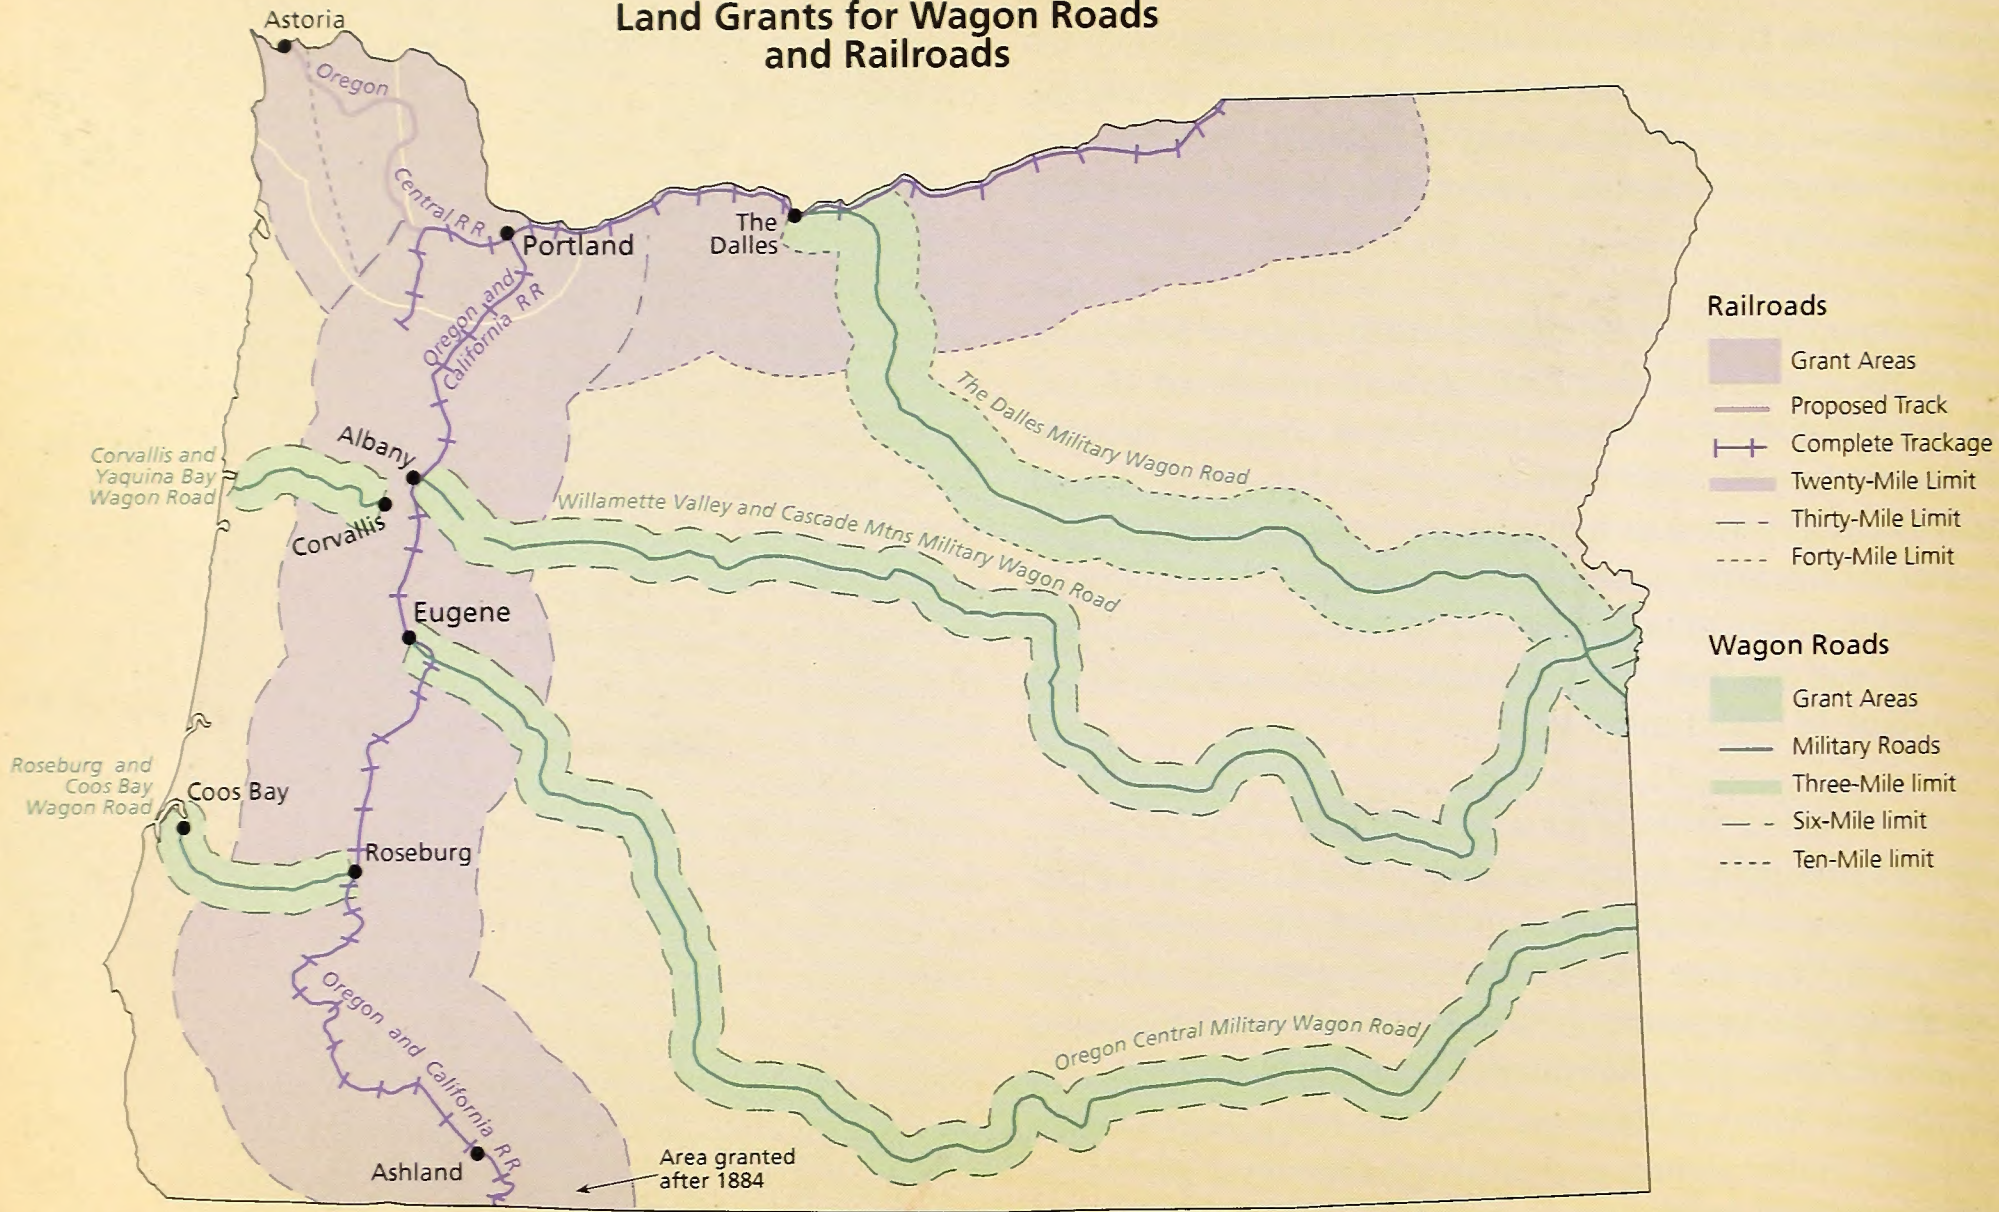 Land Grants for Wagon Roads
and Railroads
Astoria
Oregon
Central R R
Portland
The
Dalles
Oregon and
California R R
Albany
Corvallis and
Yaquina Bay
Wagon Road
Corvallis
The Dalles Military Wagon Road
Willamette Valley and Cascade Mtns Military Wagon Road
Eugene
Roseburg and
Coos Bay
Wagon Road
Coos Bay
Roseburg
Oregon and California RR
Oregon Central Military Wagon Road
Ashland
Area granted
after 1884
Railroads
Grant Areas
Proposed Track
Complete Trackage
Twenty-Mile Limit
Thirty-Mile Limit
Forty-Mile Limit
Wagon Roads
Grant Areas
Military Roads
Three-Mile limit
Six-Mile limit
Ten-Mile limit